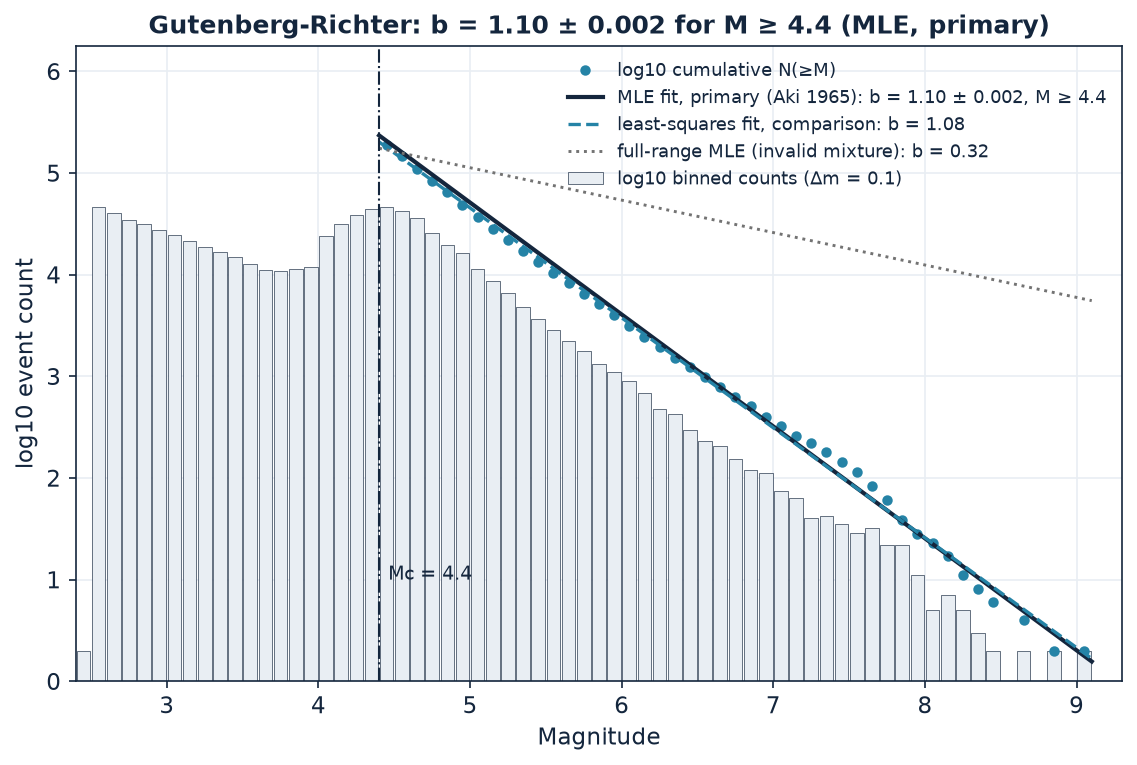 Gutenberg-Richter: b = 1.10 ± 0.002 for M ≥ 4.4 (MLE, primary)
log10 cumulative N(≥M)
MLE fit, primary (Aki 1965): b = 1.10 ± 0.002, M ≥ 4.4
least-squares fit, comparison: b = 1.08
full-range MLE (invalid mixture): b = 0.32
log10 binned counts (Δm = 0.1)
log10 event count
6
5
4
3
2
1
0
Mc = 4.4
3 4 5 6 7 8 9
Magnitude